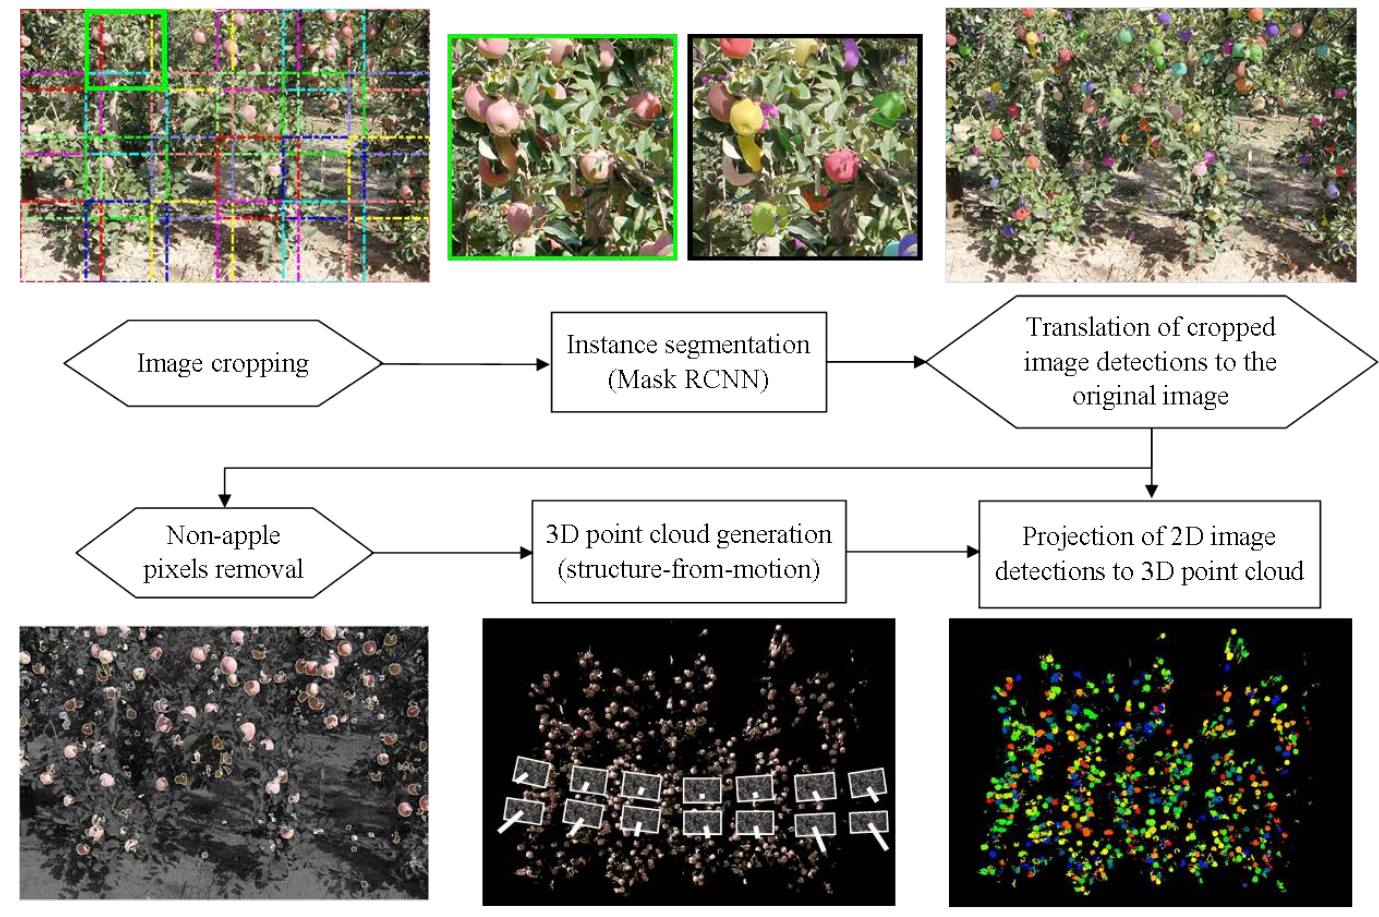 Image cropping
Instance segmentation
(Mask RCNN)
Translation of cropped
image detections to the
original image
Non-apple
pixels removal
3D point cloud generation
(structure-from-motion)
Projection of 2D image
detections to 3D point cloud